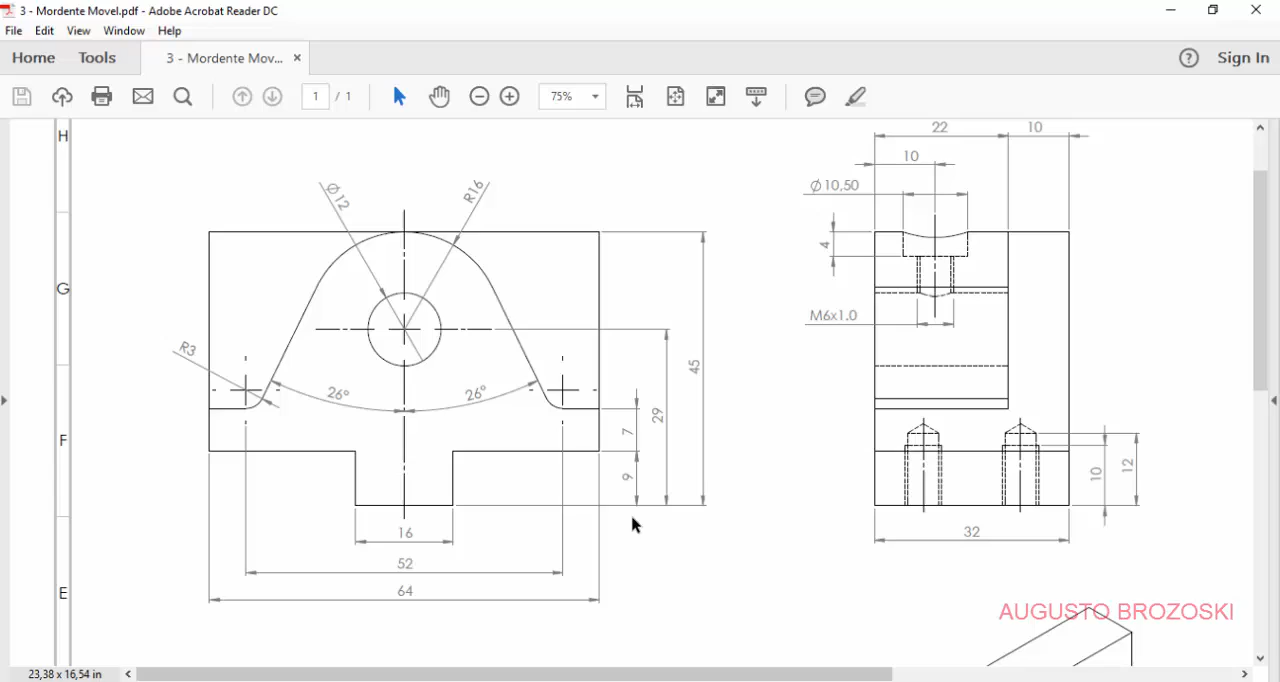 3 - Mordente Movel.pdf - Adobe Acrobat Reader DC
File Edit View Window Help
Home Tools 3 - Mordente Mov... × ? Sign In
1 / 1 75%
H
G
F
E
Ø12
R16
R3
26° 26°
45
29
7
9
16
52
64
22 10
10
Ø10,50
4
M6x1.0
10
12
32
AUGUSTO BROZOSKI
23,38 x 16,54 in